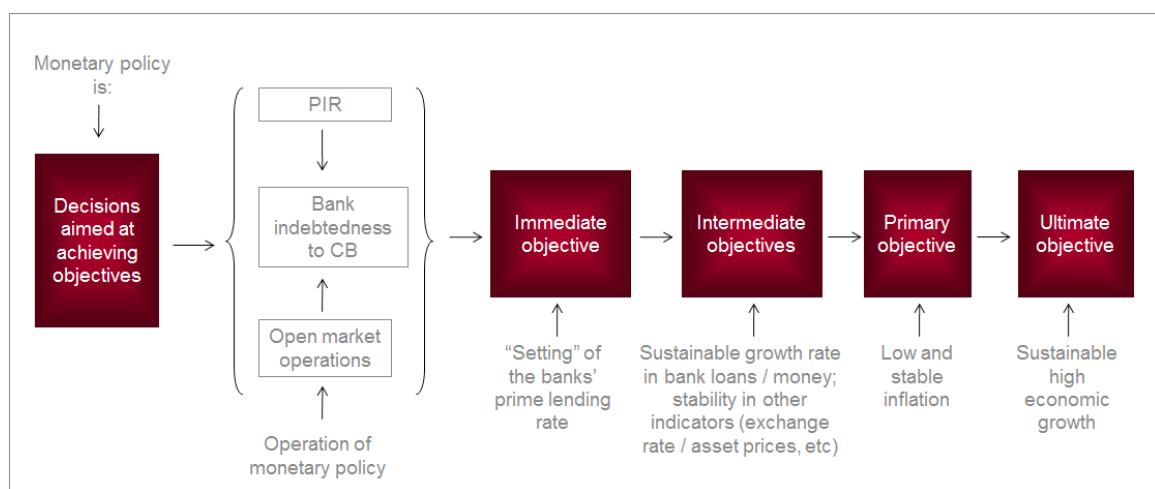 Monetary policy
is:
Decisions
aimed at
achieving
objectives
PIR
Bank
indebtedness
to CB
Open market
operations
Operation of
monetary policy
Immediate
objective
"Setting" of
the banks'
prime lending
rate
Intermediate
objectives
Sustainable growth rate
in bank loans / money;
stability in other
indicators (exchange
rate / asset prices, etc)
Primary
objective
Low and
stable
inflation
Ultimate
objective
Sustainable
high
economic
growth